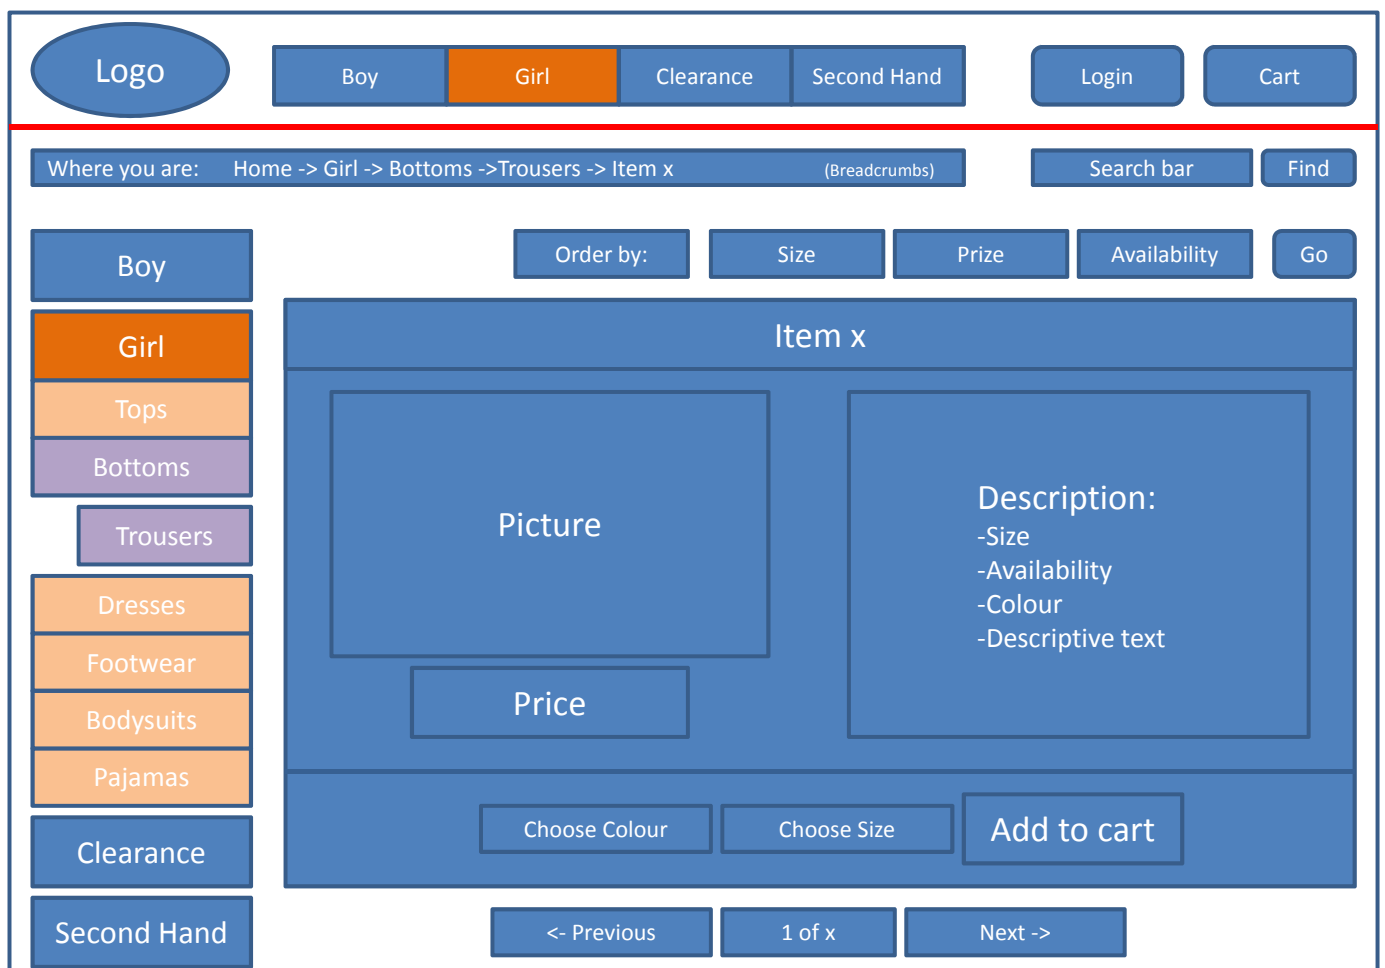 Logo
Boy
Girl
Clearance
Second Hand
Login
Cart
Where you are: Home -> Girl -> Bottoms ->Trousers -> Item x (Breadcrumbs)
Search bar
Find
Order by:
Size
Prize
Availability
Go
Boy
Girl
Tops
Bottoms
Trousers
Dresses
Footwear
Bodysuits
Pajamas
Clearance
Second Hand
Item x
Picture
Price
Description:
-Size
-Availability
-Colour
-Descriptive text
Choose Colour
Choose Size
Add to cart
<- Previous
1 of x
Next ->